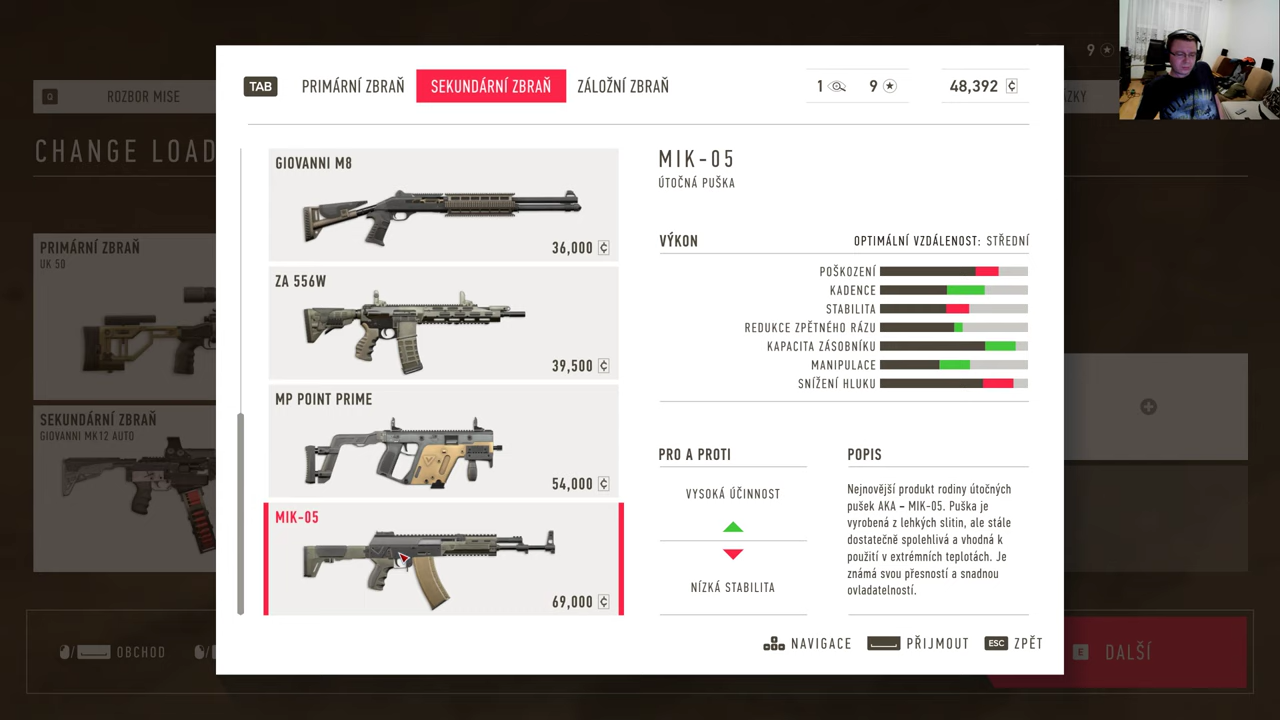 9
Q
ROZBOR MISE
CHANGE LOAD
PRIMÁRNÍ ZBRAŇ
UK 50
SEKUNDÁRNÍ ZBRAŇ
GIOVANNI MK12 AUTO
OBCHOD
E DALŠÍ
TAB PRIMÁRNÍ ZBRAŇ SEKUNDÁRNÍ ZBRAŇ ZÁLOŽNÍ ZBRAŇ 1 9 48,392
GIOVANNI M8
36,000
ZA 556W
39,500
MP POINT PRIME
54,000
MIK-05
69,000
MIK-05
ÚTOČNÁ PUŠKA
VÝKON OPTIMÁLNÍ VZDÁLENOST: STŘEDNÍ
POŠKOZENÍ
KADENCE
STABILITA
REDUKCE ZPĚTNÉHO RÁZU
KAPACITA ZÁSOBNÍKU
MANIPULACE
SNÍŽENÍ HLUKU
PRO A PROTI
VYSOKÁ ÚČINNOST
NÍZKÁ STABILITA
POPIS
Nejnovější produkt rodiny útočných
pušek AKA – MIK-05. Puška je
vyrobená z lehkých slitin, ale stále
dostatečně spolehlivá a vhodná k
použití v extrémních teplotách. Je
známá svou přesností a snadnou
ovladatelností.
NAVIGACE PŘIJMOUT ESC ZPĚT